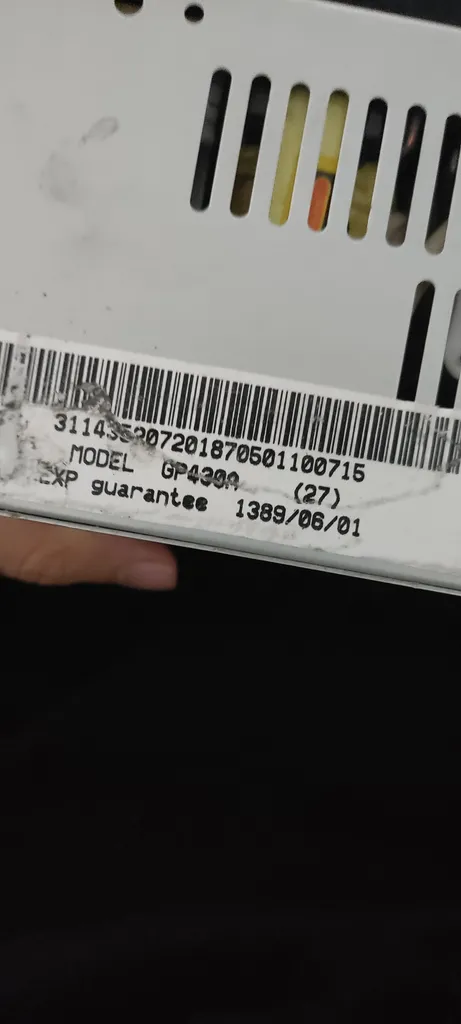 MODEL GP430A (27)
EXP guarantee 1389/06/01